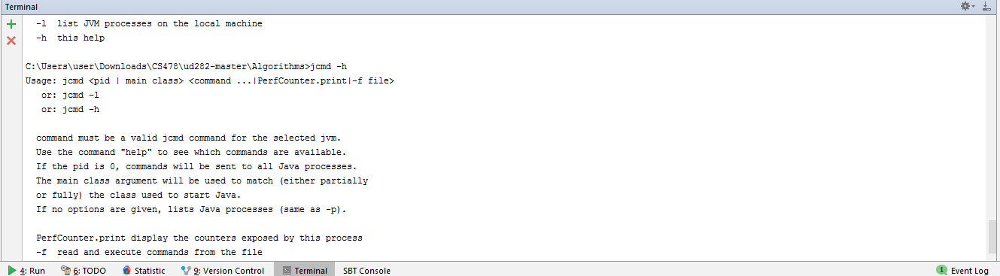 Terminal
-l  list JVM processes on the local machine
-h  this help
C:\Users\user\Downloads\CS478\ud282-master\Algorithms>jcmd -h
Usage: jcmd <pid | main class> <command ...|PerfCounter.print|-f file>
or: jcmd -l
or: jcmd -h
command must be a valid jcmd command for the selected jvm.
Use the command "help" to see which commands are available.
If the pid is 0, commands will be sent to all Java processes.
The main class argument will be used to match (either partially
or fully) the class used to start Java.
If no options are given, lists Java processes (same as -p).
PerfCounter.print display the counters exposed by this process
-f  read and execute commands from the file
4: Run 6: TODO Statistic 9: Version Control Terminal SBT Console 1 Event Log